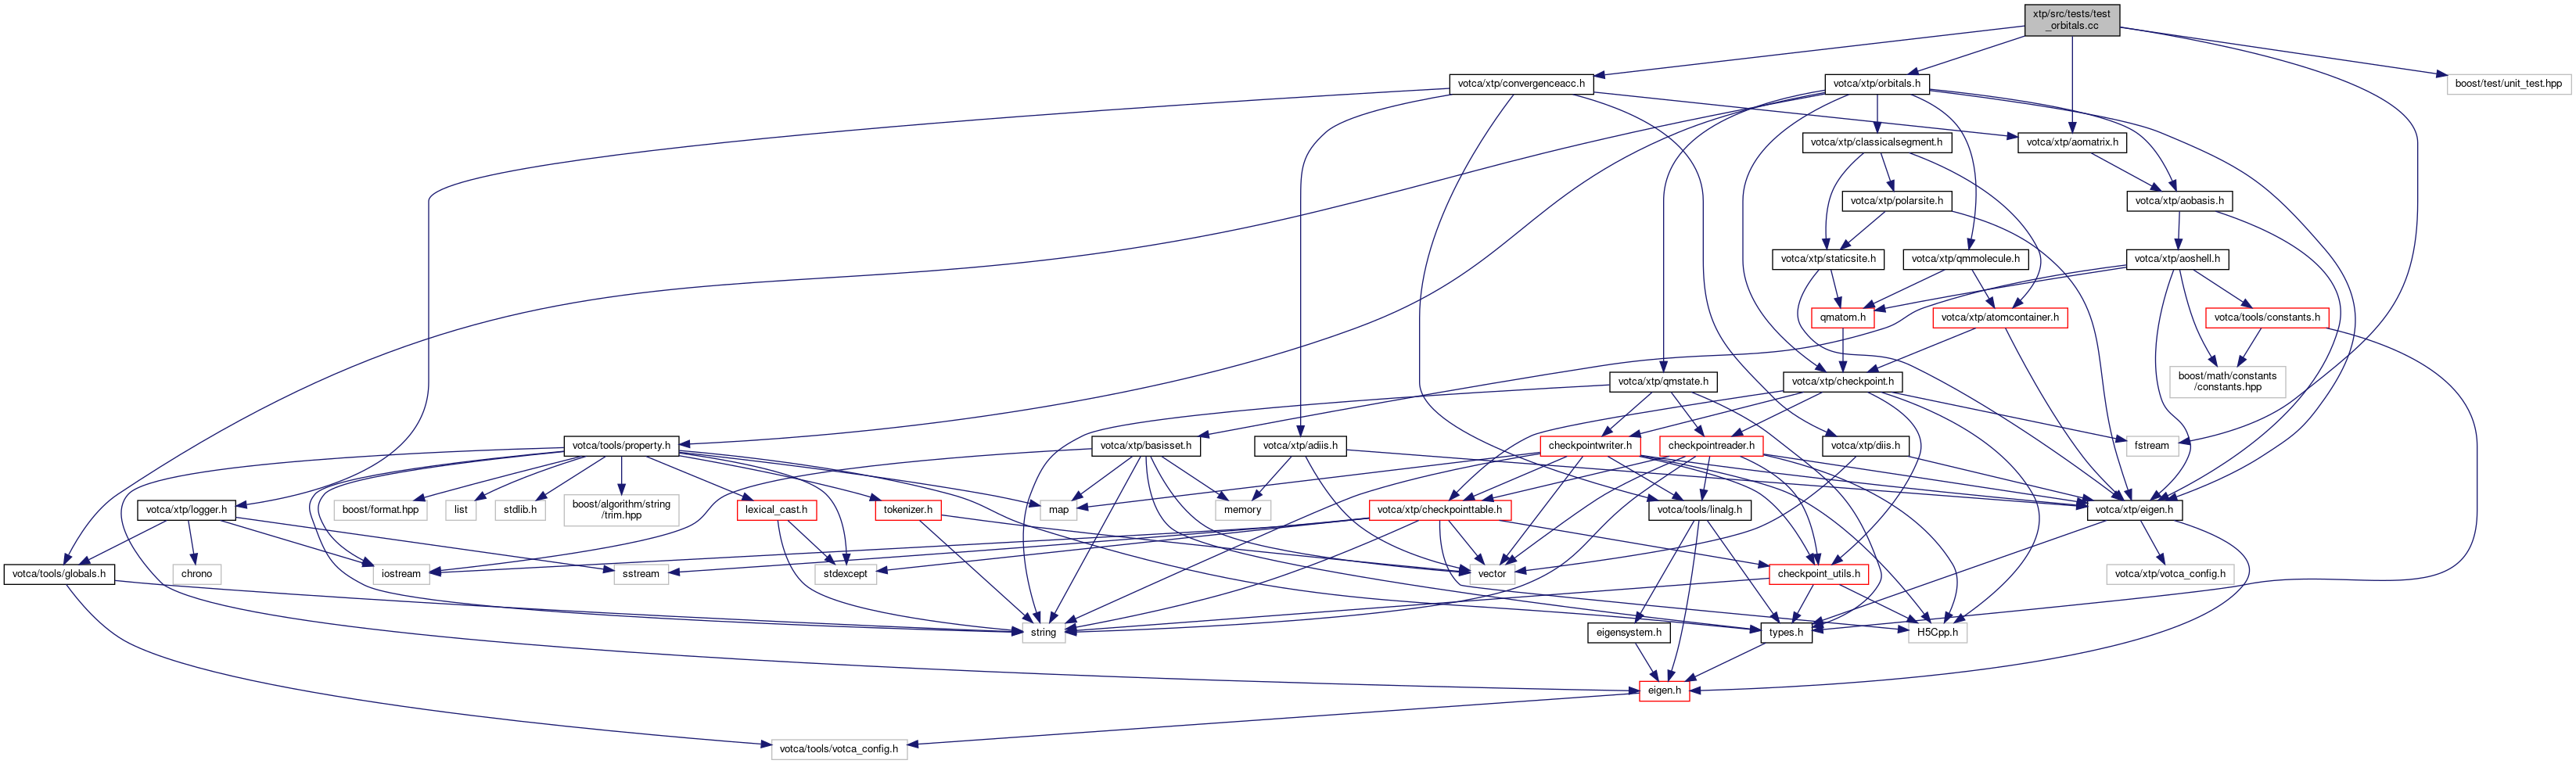 xtp/src/tests/test
_orbitals.cc
votca/xtp/convergenceacc.h
votca/xtp/orbitals.h
boost/test/unit_test.hpp
votca/xtp/classicalsegment.h
votca/xtp/aomatrix.h
votca/xtp/polarsite.h
votca/xtp/aobasis.h
votca/xtp/staticsite.h
votca/xtp/qmmolecule.h
votca/xtp/aoshell.h
qmatom.h
votca/xtp/atomcontainer.h
votca/tools/constants.h
votca/xtp/qmstate.h
votca/xtp/checkpoint.h
boost/math/constants
/constants.hpp
votca/tools/property.h
votca/xtp/basisset.h
votca/xtp/adiis.h
checkpointwriter.h
checkpointreader.h
votca/xtp/diis.h
fstream
votca/xtp/logger.h
boost/format.hpp
list
stdlib.h
boost/algorithm/string
/trim.hpp
lexical_cast.h
tokenizer.h
map
memory
votca/xtp/checkpointtable.h
votca/tools/linalg.h
votca/xtp/eigen.h
votca/tools/globals.h
chrono
iostream
sstream
stdexcept
vector
checkpoint_utils.h
votca/xtp/votca_config.h
string
eigensystem.h
types.h
H5Cpp.h
eigen.h
votca/tools/votca_config.h